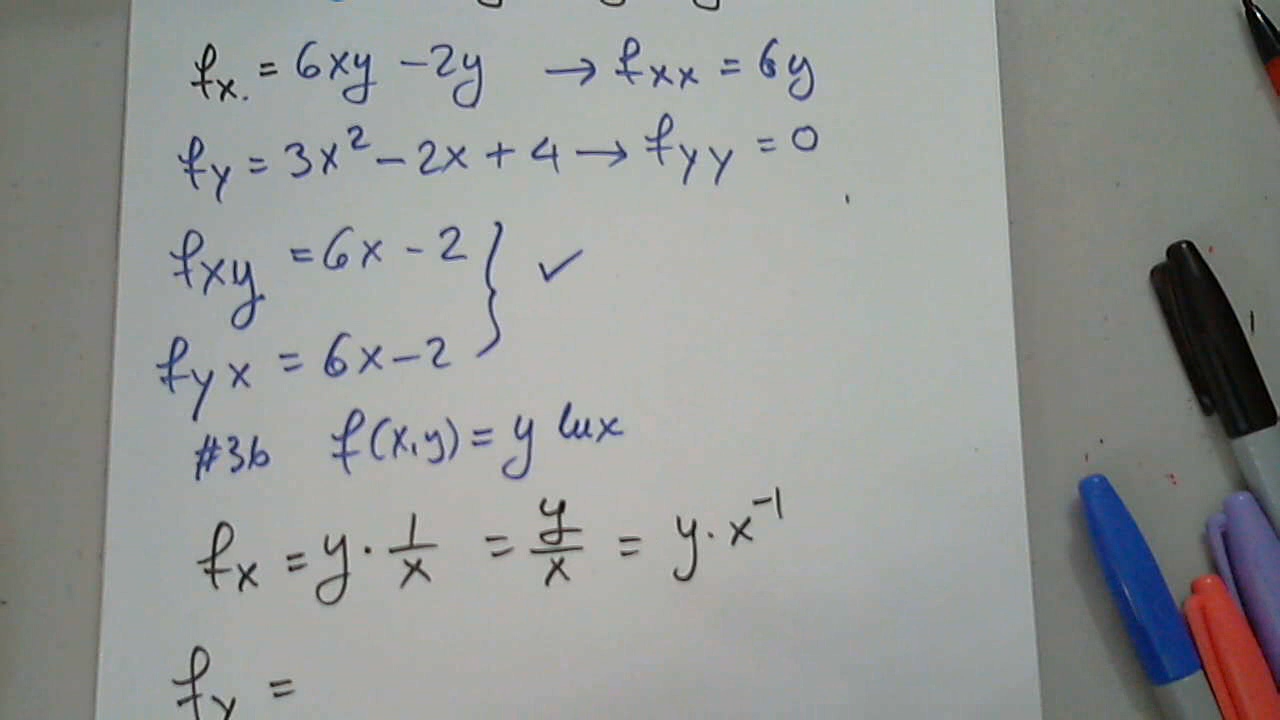 fx. = 6xy - 2y → fxx = 6y
fy = 3x² - 2x + 4 → fyy = 0
fxy = 6x - 2 } ✓
fyx = 6x - 2
#3b f(x,y) = y lnx
fx = y · 1/x = y/x = y · x⁻¹
fy =